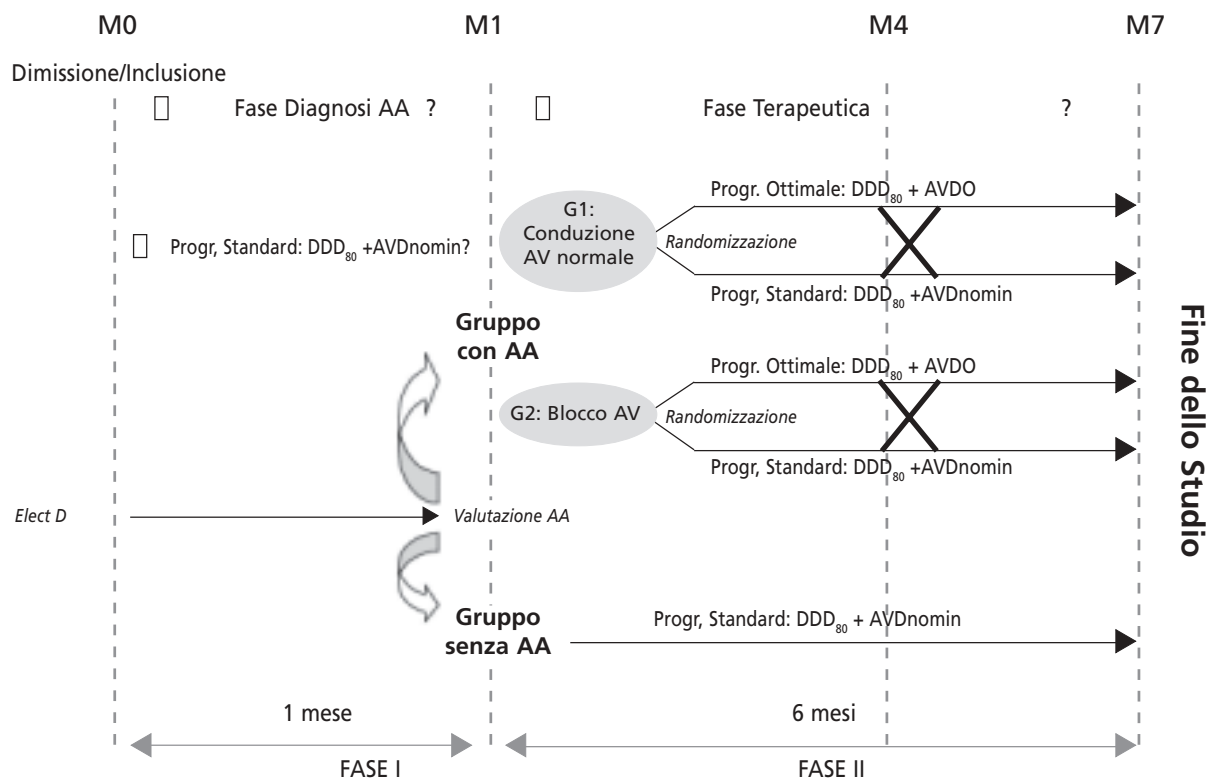 M0 M1 M4 M7
Dimissione/Inclusione
Fase Diagnosi AA ? Fase Terapeutica ?
Progr. Ottimale: DDD80 + AVDO
G1:
Conduzione
AV normale
Randomizzazione
Progr, Standard: DDD80 +AVDnomin?
Progr, Standard: DDD80 +AVDnomin
Gruppo
con AA
Progr. Ottimale: DDD80 + AVDO
G2: Blocco AV
Randomizzazione
Progr, Standard: DDD80 +AVDnomin
Elect D
Valutazione AA
Gruppo
senza AA
Progr, Standard: DDD80 + AVDnomin
Fine dello Studio
1 mese
6 mesi
FASE I
FASE II